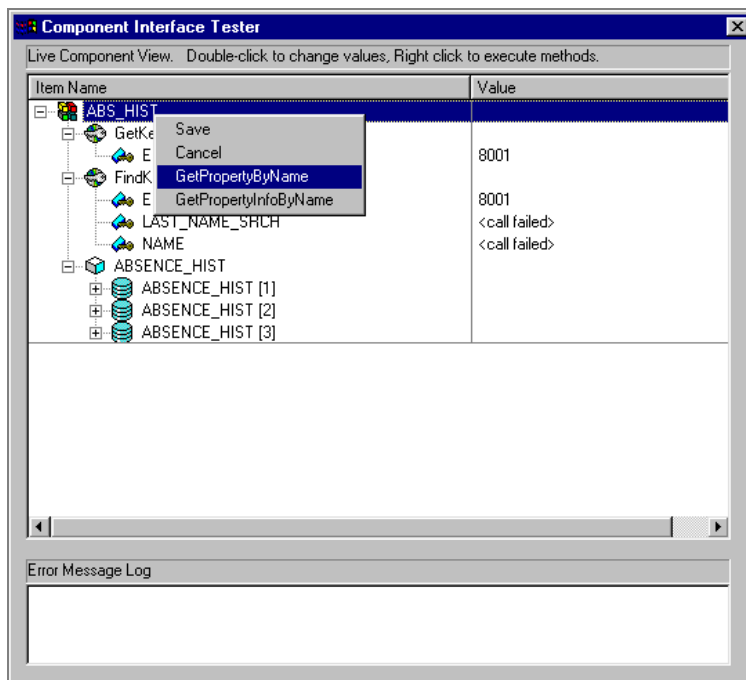 Component Interface Tester
Live Component View. Double-click to change values, Right click to execute methods.
Item Name Value
ABS_HIST
GetKe
Save
Cancel
E 8001
GetPropertyByName
FindK
GetPropertyInfoByName
E 8001
LAST_NAME_SRCH <call failed>
NAME <call failed>
ABSENCE_HIST
ABSENCE_HIST [1]
ABSENCE_HIST [2]
ABSENCE_HIST [3]
Error Message Log